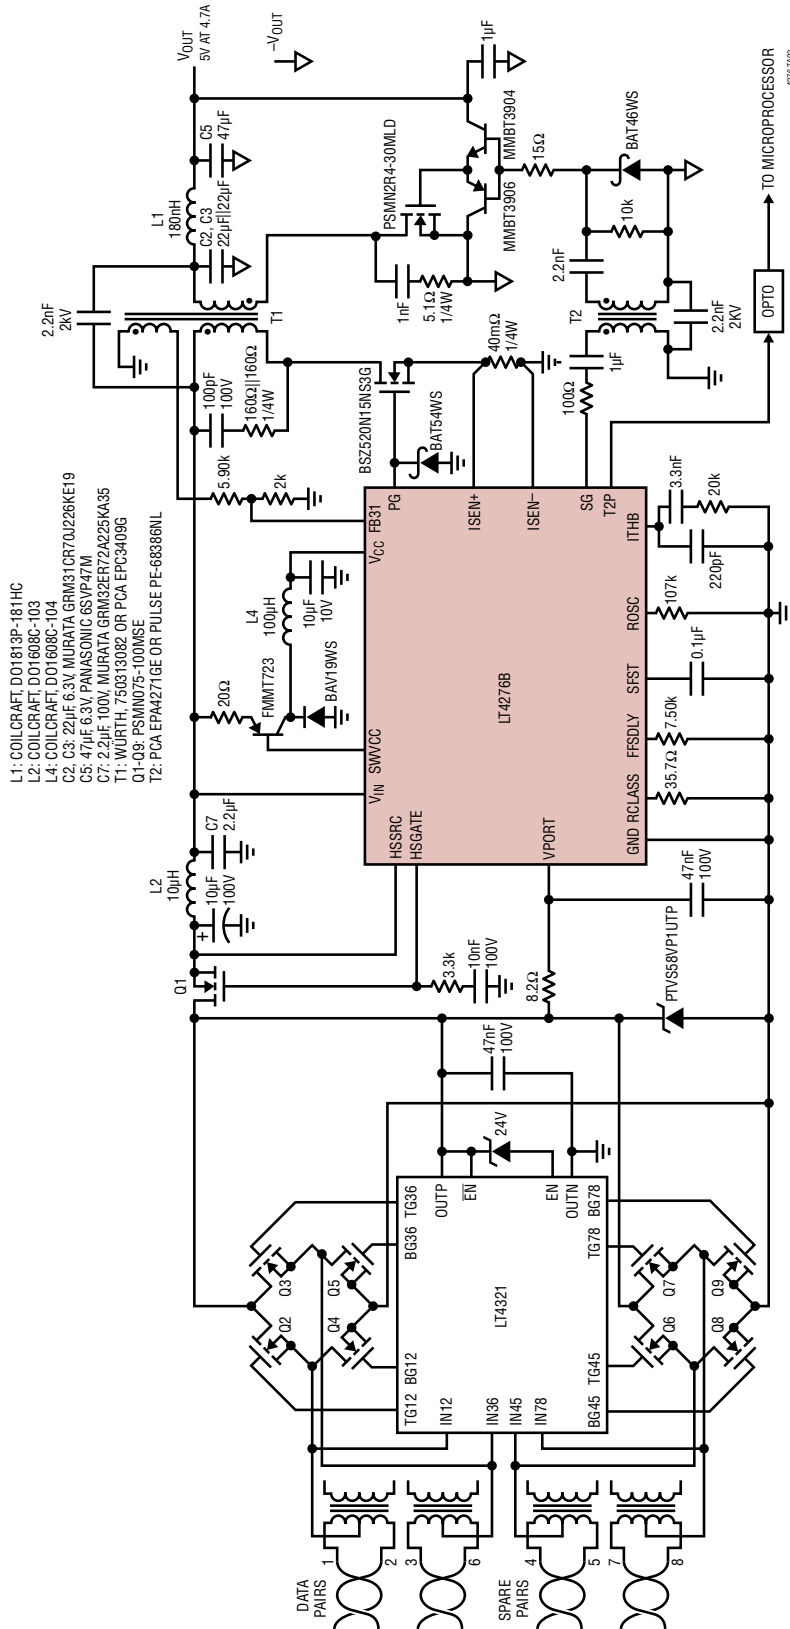 L1: COILCRAFT, DO1813P-181HC
L2: COILCRAFT, DO1608C-103
L4: COILCRAFT, DO1608C-104
C2, C3: 22µF, 6.3V, MURATA GRM31CR70J226KE19
C5: 47µF, 6.3V, PANASONIC 6SVP47M
C7: 2.2µF, 100V, MURATA GRM32ER72A225KA35
T1: WÜRTH, 750313082 OR PCA EPC3409G
Q1-Q9: PSMN075-100MSE
T2: PCA EPA4271GE OR PULSE PE-68386NL
DATA
PAIRS
1
2
3
6
SPARE
PAIRS
4
5
7
8
Q2
Q3
Q4
Q5
TG12
BG12
BG36
TG36
IN12
IN36
IN45
IN78
LT4321
OUTP
EN
EN
OUTN
BG45
TG45
TG78
BG78
Q6
Q7
Q8
Q9
24V
47nF
100V
Q1
3.3k
10nF
100V
8.2Ω
PTVS58VP1UTP
47nF
100V
+
10µF
100V
L2
10µH
C7
2.2µF
20Ω
FMMT723
BAV19WS
L4
100µH
10µF
10V
5.90k
2k
HSSRC
HSGATE
VIN
SWVCC
VCC
FB31
VPORT
LT4276B
PG
ISEN+
ISEN–
SG
T2P
GND
RCLASS
FFSDLY
SFST
ROSC
ITHB
35.7Ω
7.50k
0.1µF
107k
220pF
3.3nF
20k
2.2nF
2KV
100pF
100V
160Ω||160Ω
1/4W
T1
BSZ520N15NS3G
BAT54WS
40mΩ
1/4W
L1
180nH
C2, C3
22µF||22µF
C5
47µF
VOUT
5V AT 4.7A
–VOUT
1µF
PSMN2R4-30MLD
1nF
5.1Ω
1/4W
MMBT3906
MMBT3904
15Ω
100Ω
1µF
T2
2.2nF
10k
BAT46WS
2.2nF
2KV
OPTO
TO MICROPROCESSOR